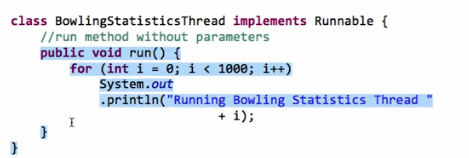 class BowlingStatisticsThread implements Runnable {
    //run method without parameters
    public void run() {
        for (int i = 0; i < 1000; i++)
            System.out
            .println("Running Bowling Statistics Thread "
                            + i);
    }
}